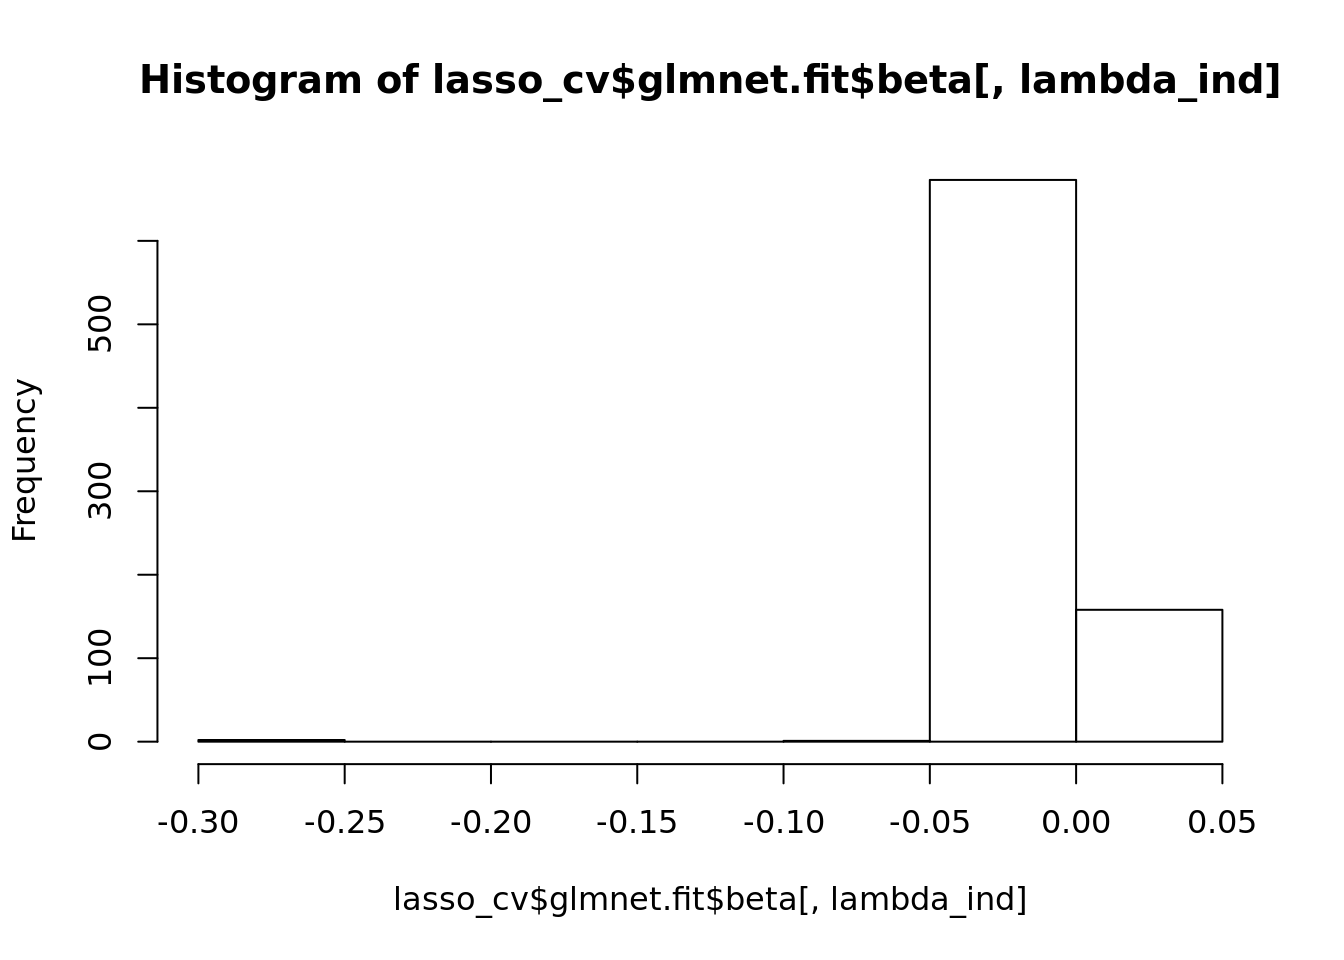 Histogram of lasso_cv$glmnet.fit$beta[, lambda_ind]
Frequency
500
300
100
0
-0.30 -0.25 -0.20 -0.15 -0.10 -0.05 0.00 0.05
lasso_cv$glmnet.fit$beta[, lambda_ind]